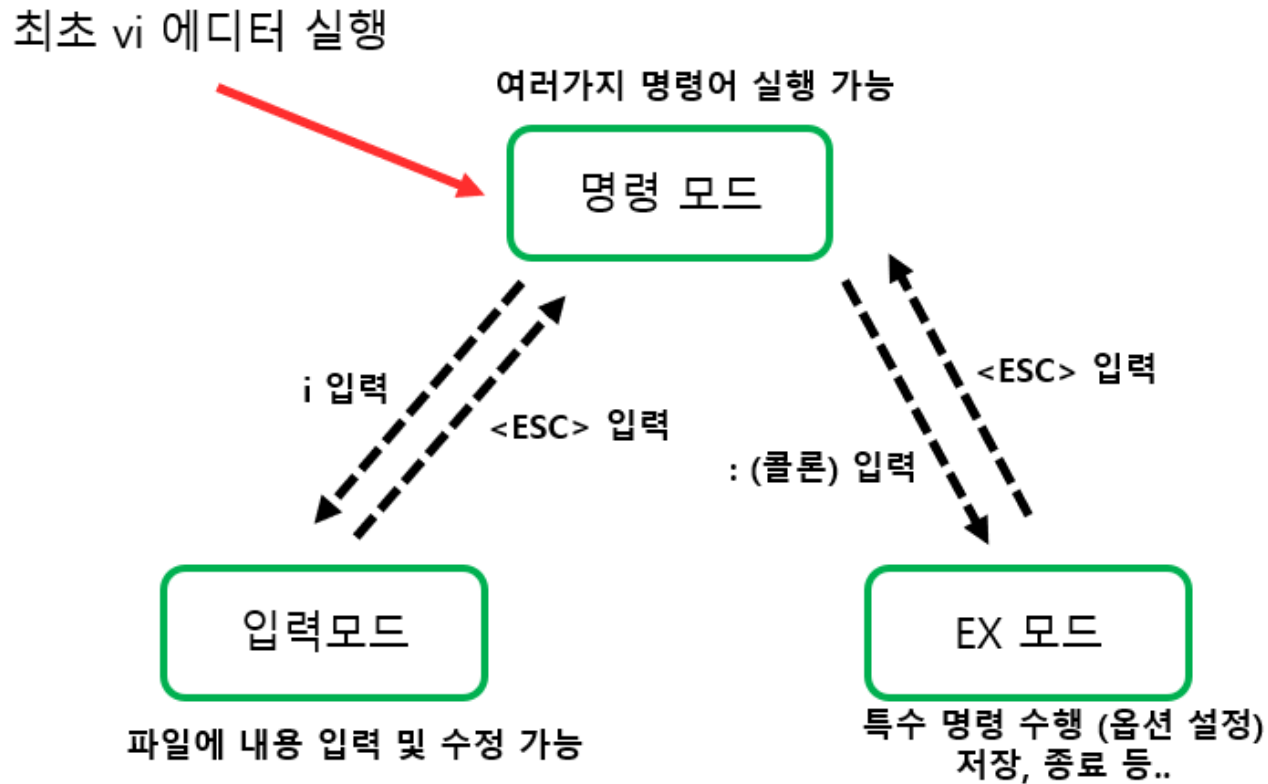 최초 vi 에디터 실행
여러가지 명령어 실행 가능
명령 모드
i 입력
<ESC> 입력
<ESC> 입력
: (콜론) 입력
입력모드
파일에 내용 입력 및 수정 가능
EX 모드
특수 명령 수행 (옵션 설정)
저장, 종료 등..